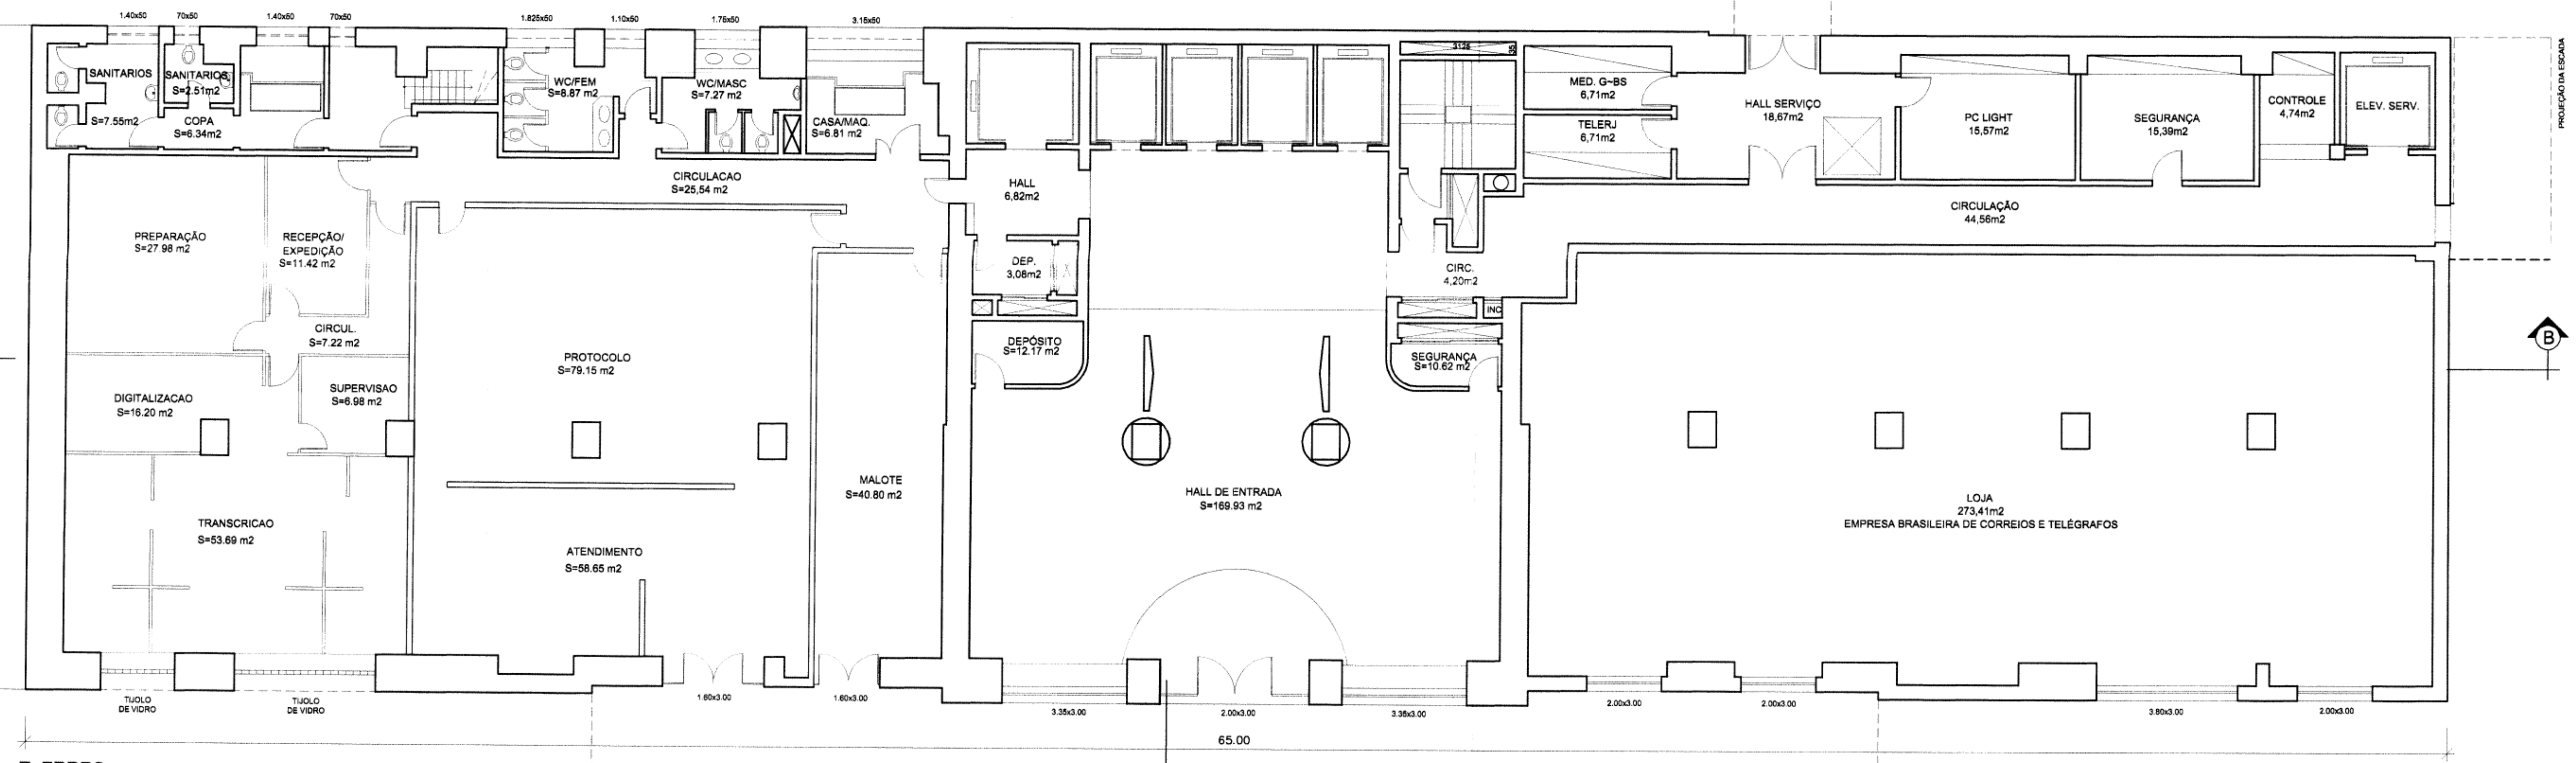 1.40x50
70x50
1.40x50
70x50
1.825x50
1.10x50
1.75x50
3.15x50
SANITARIOS
S=7.55m2
SANITARIOS
S=2.51m2
COPA
S=6.34m2
WC/FEM
S=8.87 m2
WC/MASC
S=7.27 m2
CASA/MAQ.
S=6.81 m2
3125
35
MED. G~BS
6,71m2
TELERJ
6,71m2
HALL SERVIÇO
18,67m2
PC LIGHT
15,57m2
SEGURANÇA
15,39m2
CONTROLE
4,74m2
ELEV. SERV.
PROJEÇÃO DA ESCADA
CIRCULACAO
S=25,54 m2
HALL
6,82m2
CIRCULAÇÃO
44,56m2
PREPARAÇÃO
S=27.98 m2
RECEPÇÃO/
EXPEDIÇÃO
S=11.42 m2
DEP.
3,08m2
CIRC.
4,20m2
INC
CIRCUL.
S=7.22 m2
PROTOCOLO
S=79.15 m2
DEPÓSITO
S=12.17 m2
SEGURANÇA
S=10.62 m2
B
DIGITALIZACAO
S=16.20 m2
SUPERVISAO
S=6.98 m2
MALOTE
S=40.80 m2
HALL DE ENTRADA
S=169.93 m2
LOJA
273,41m2
EMPRESA BRASILEIRA DE CORREIOS E TELÉGRAFOS
TRANSCRICAO
S=53.69 m2
ATENDIMENTO
S=58.65 m2
TIJOLO
DE VIDRO
TIJOLO
DE VIDRO
1.60x3.00
1.60x3.00
3.35x3.00
2.00x3.00
3.35x3.00
2.00x3.00
2.00x3.00
3.80x3.00
2.00x3.00
65.00